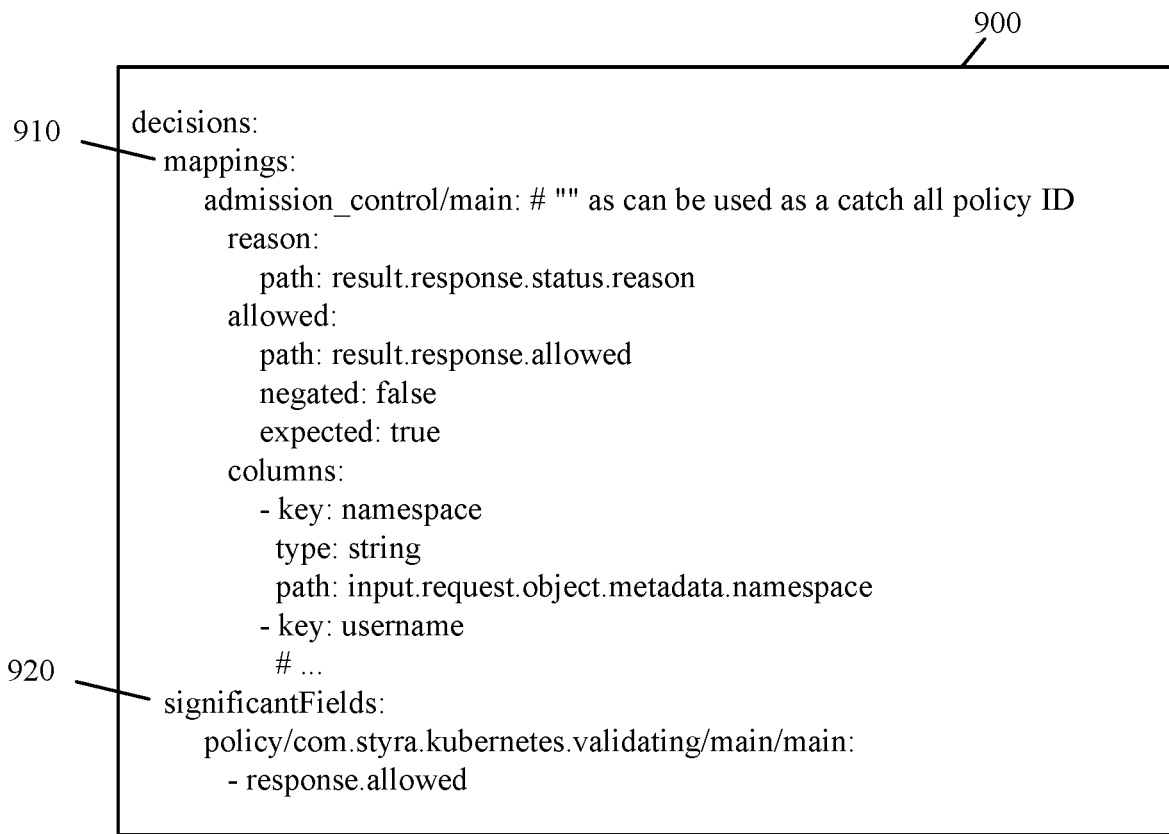 900
decisions:
910
mappings:
admission_control/main: # "" as can be used as a catch all policy ID
reason:
path: result.response.status.reason
allowed:
path: result.response.allowed
negated: false
expected: true
columns:
- key: namespace
type: string
path: input.request.object.metadata.namespace
- key: username
# ...
920
significantFields:
policy/com.styra.kubernetes.validating/main/main:
- response.allowed